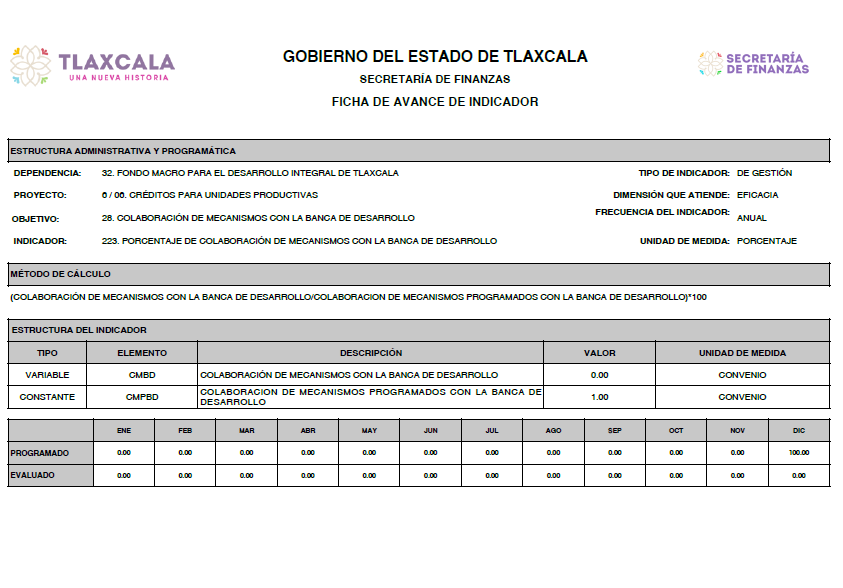 TLAXCALA
UNA NUEVA HISTORIA
GOBIERNO DEL ESTADO DE TLAXCALA
SECRETARÍA DE FINANZAS
FICHA DE AVANCE DE INDICADOR
SECRETARÍA
DE FINANZAS
ESTRUCTURA ADMINISTRATIVA Y PROGRAMÁTICA
DEPENDENCIA: 32. FONDO MACRO PARA EL DESARROLLO INTEGRAL DE TLAXCALA TIPO DE INDICADOR: DE GESTIÓN
PROYECTO: 6 / 06. CRÉDITOS PARA UNIDADES PRODUCTIVAS DIMENSIÓN QUE ATIENDE: EFICACIA
OBJETIVO: 28. COLABORACIÓN DE MECANISMOS CON LA BANCA DE DESARROLLO FRECUENCIA DEL INDICADOR: ANUAL
INDICADOR: 223. PORCENTAJE DE COLABORACIÓN DE MECANISMOS CON LA BANCA DE DESARROLLO UNIDAD DE MEDIDA: PORCENTAJE
MÉTODO DE CÁLCULO
(COLABORACIÓN DE MECANISMOS CON LA BANCA DE DESARROLLO/COLABORACION DE MECANISMOS PROGRAMADOS CON LA BANCA DE DESARROLLO)*100
ESTRUCTURA DEL INDICADOR
TIPO ELEMENTO DESCRIPCIÓN VALOR UNIDAD DE MEDIDA
VARIABLE CMBD COLABORACIÓN DE MECANISMOS CON LA BANCA DE DESARROLLO 0.00 CONVENIO
CONSTANTE CMPBD COLABORACION DE MECANISMOS PROGRAMADOS CON LA BANCA DE DESARROLLO 1.00 CONVENIO
ENE FEB MAR ABR MAY JUN JUL AGO SEP OCT NOV DIC
PROGRAMADO 0.00 0.00 0.00 0.00 0.00 0.00 0.00 0.00 0.00 0.00 0.00 100.00
EVALUADO 0.00 0.00 0.00 0.00 0.00 0.00 0.00 0.00 0.00 0.00 0.00 0.00